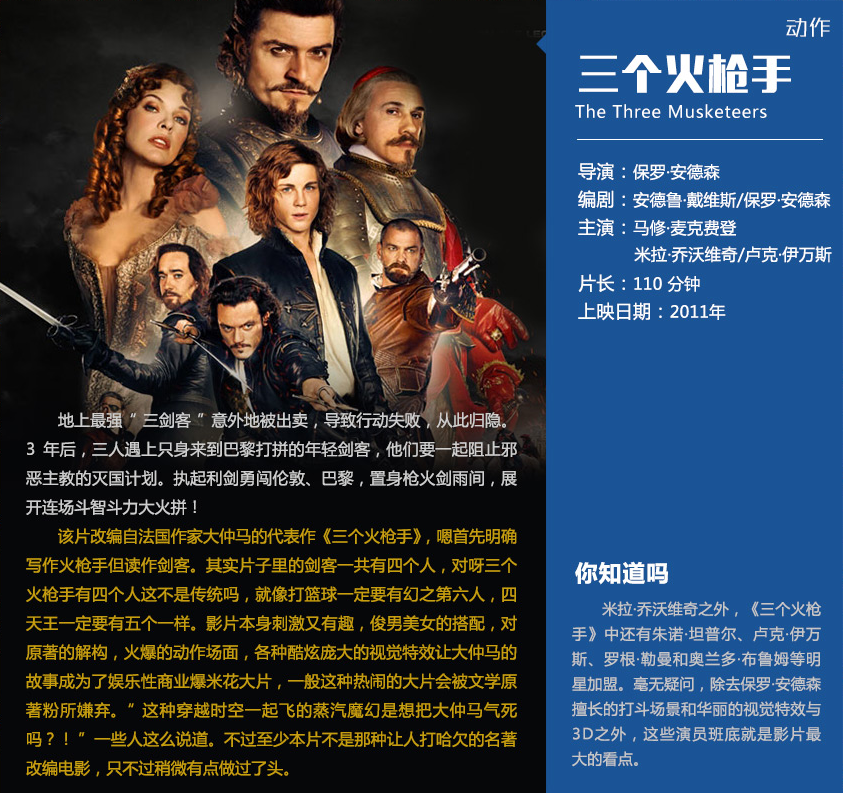 动作
三个火枪手
The Three Musketeers
导演：保罗·安德森
编剧：安德鲁·戴维斯/保罗·安德森
主演：马修·麦克费登
米拉·乔沃维奇/卢克·伊万斯
片长：110 分钟
上映日期：2011年
地上最强“ 三剑客 ”意外地被出卖，导致行动失败，从此归隐。
3 年后，三人遇上只身来到巴黎打拼的年轻剑客，他们要一起阻止邪
恶主教的灭国计划。执起利剑勇闯伦敦、巴黎，置身枪火剑雨间，展
开连场斗智斗力大火拼！
该片改编自法国作家大仲马的代表作《三个火枪手》，嗯首先明确
写作火枪手但读作剑客。其实片子里的剑客一共有四个人，对呀三个
火枪手有四个人这不是传统吗，就像打篮球一定要有幻之第六人，四
天王一定要有五个一样。影片本身刺激又有趣，俊男美女的搭配，对
原著的解构，火爆的动作场面，各种酷炫庞大的视觉特效让大仲马的
故事成为了娱乐性商业爆米花大片，一般这种热闹的大片会被文学原
著粉所嫌弃。“ 这种穿越时空一起飞的蒸汽魔幻是想把大仲马气死
吗？！”一些人这么说道。不过至少本片不是那种让人打哈欠的名著
改编电影，只不过稍微有点做过了头。
你知道吗
米拉·乔沃维奇之外，《三个火枪
手》中还有朱诺·坦普尔、卢克·伊万
斯、罗根·勒曼和奥兰多·布鲁姆等明
星加盟。毫无疑问，除去保罗·安德森
擅长的打斗场景和华丽的视觉特效与
3D之外，这些演员班底就是影片最
大的看点。